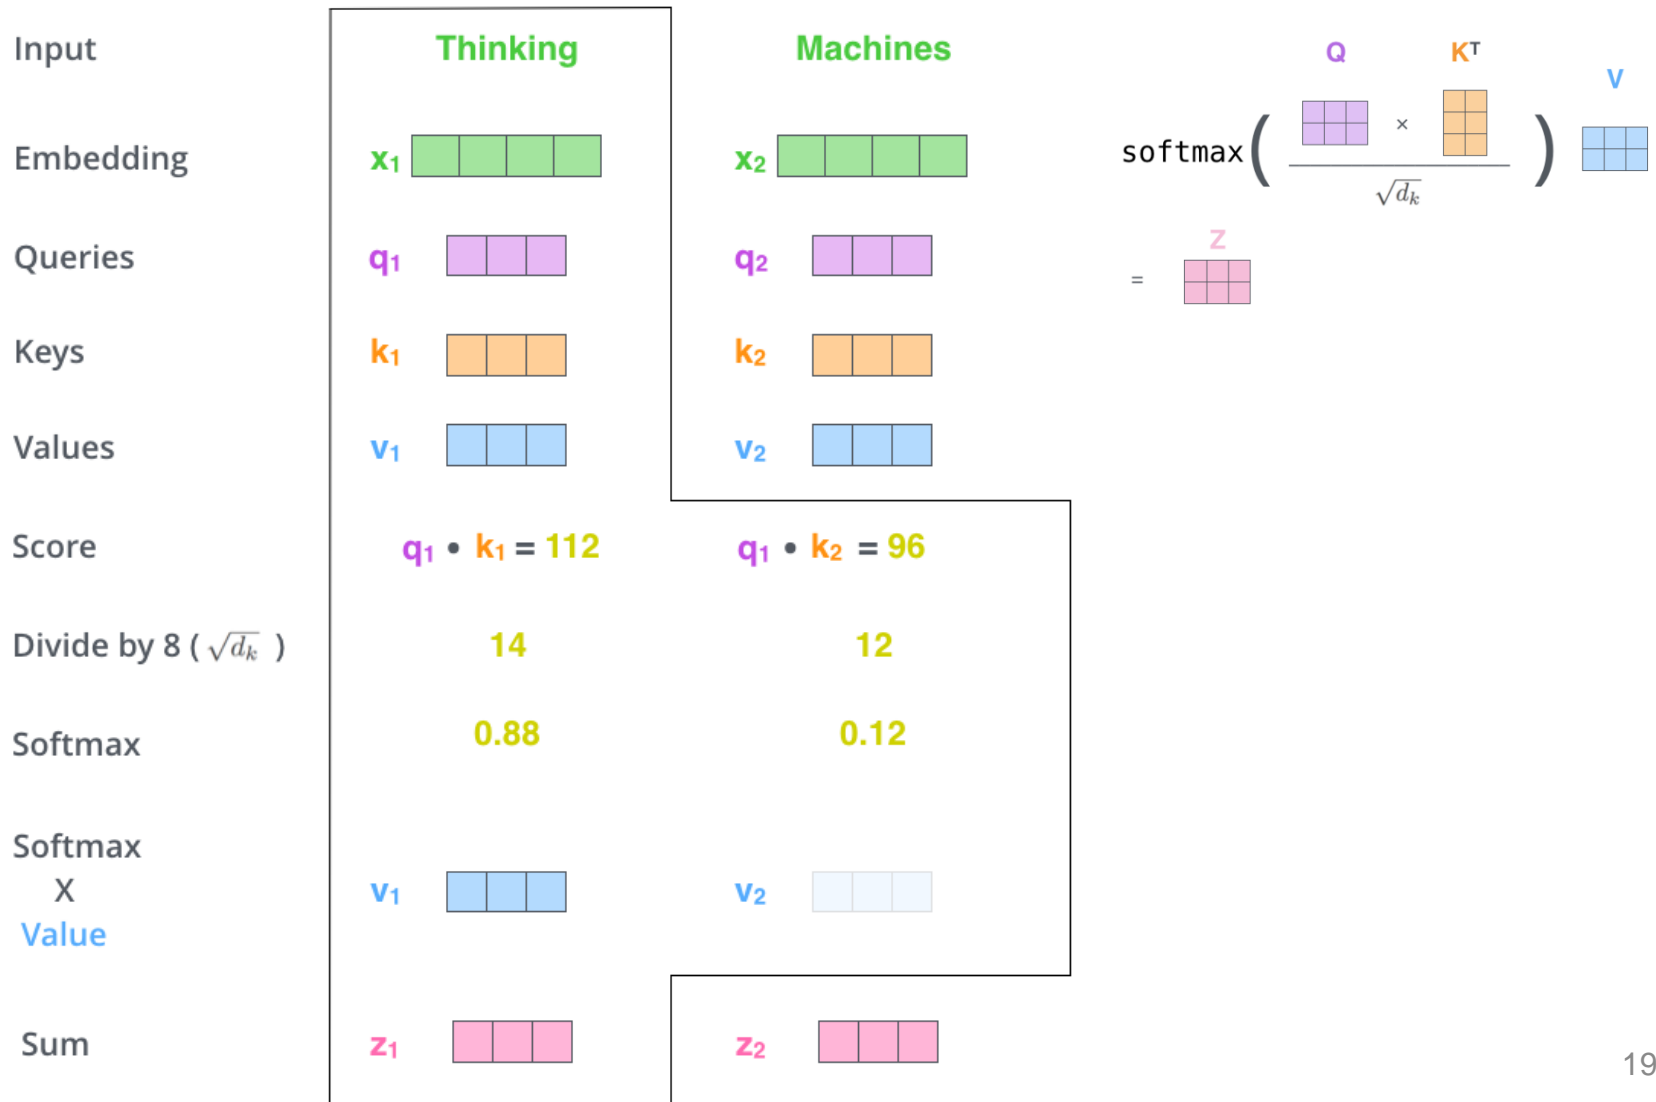 Input Thinking Machines
Embedding x₁ x₂
Queries q₁ q₂
Keys k₁ k₂
Values v₁ v₂
Score q₁ • k₁ = 112 q₁ • k₂ = 96
Divide by 8 ( √dₖ ) 14 12
Softmax 0.88 0.12
Softmax
X
Value v₁ v₂
Sum z₁ z₂
Q Kᵀ
V
softmax( × )
√dₖ
Z
=
19